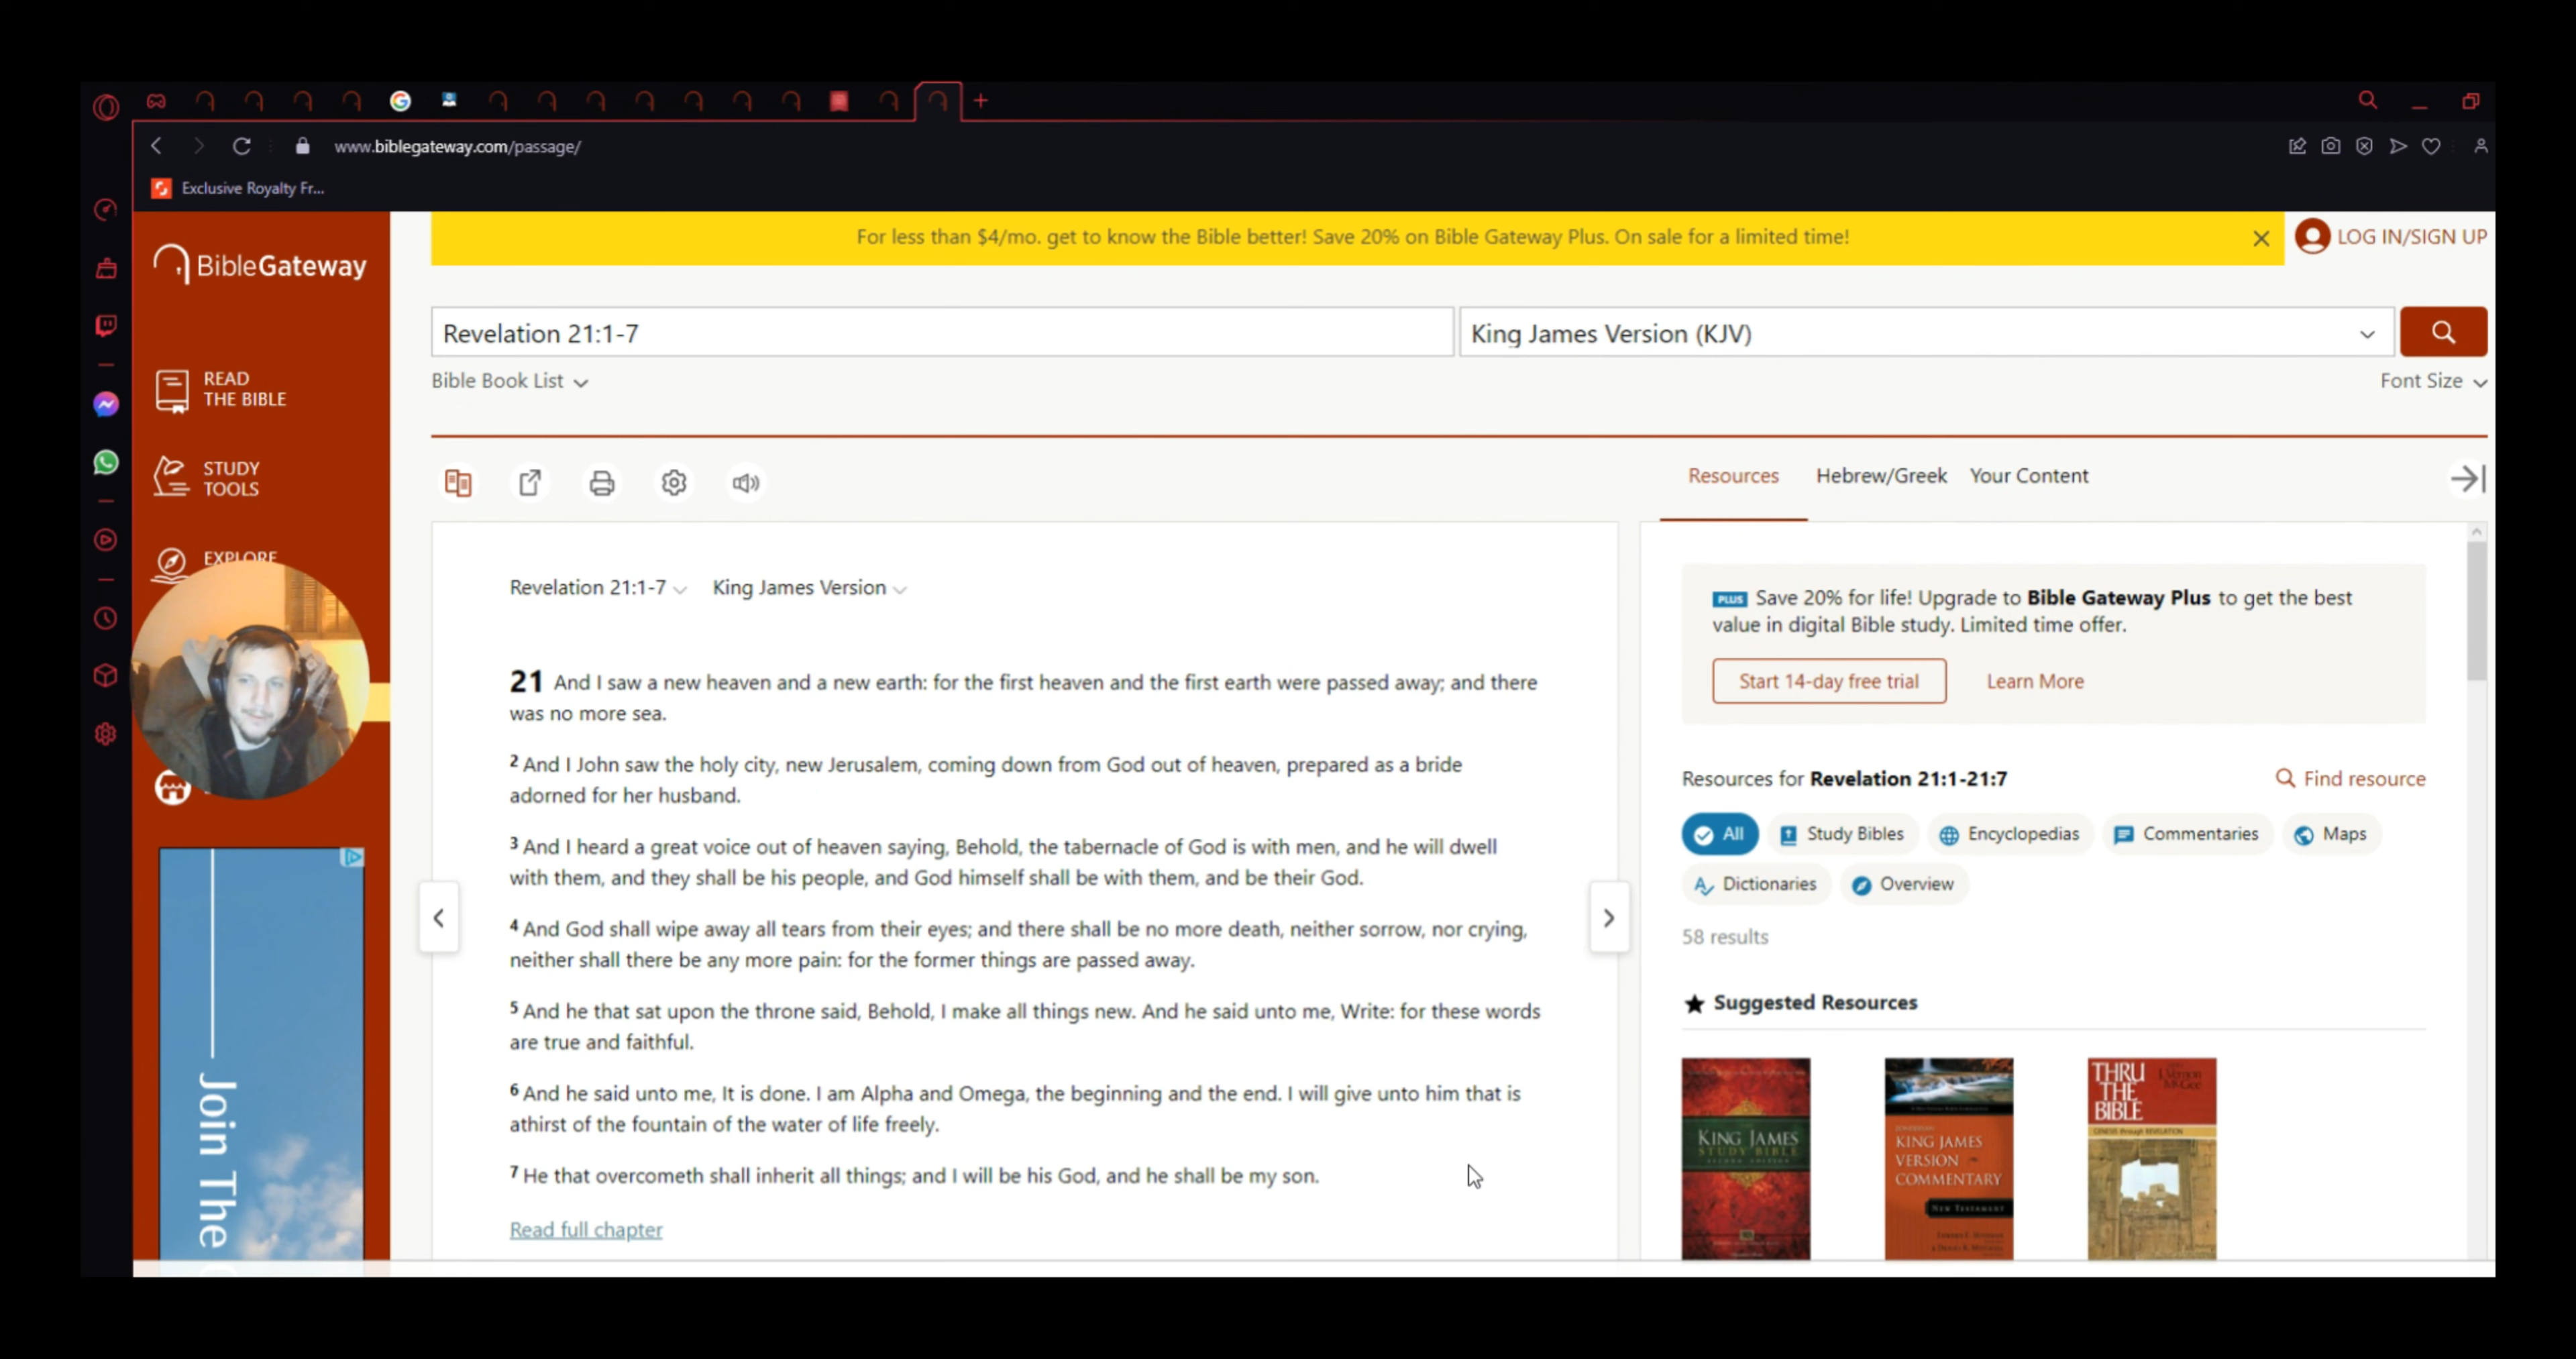 www.biblegateway.com/passage/
Exclusive Royalty Fr...
BibleGateway
For less than $4/mo. get to know the Bible better! Save 20% on Bible Gateway Plus. On sale for a limited time!
LOG IN/SIGN UP
Revelation 21:1-7
King James Version (KJV)
Bible Book List
Font Size
READ
THE BIBLE
STUDY
TOOLS
EXPLORE
Resources
Hebrew/Greek
Your Content
Revelation 21:1-7
King James Version
21 And I saw a new heaven and a new earth: for the first heaven and the first earth were passed away; and there
was no more sea.
2 And I John saw the holy city, new Jerusalem, coming down from God out of heaven, prepared as a bride
adorned for her husband.
3 And I heard a great voice out of heaven saying, Behold, the tabernacle of God is with men, and he will dwell
with them, and they shall be his people, and God himself shall be with them, and be their God.
4 And God shall wipe away all tears from their eyes; and there shall be no more death, neither sorrow, nor crying,
neither shall there be any more pain: for the former things are passed away.
5 And he that sat upon the throne said, Behold, I make all things new. And he said unto me, Write: for these words
are true and faithful.
6 And he said unto me, It is done. I am Alpha and Omega, the beginning and the end. I will give unto him that is
athirst of the fountain of the water of life freely.
7 He that overcometh shall inherit all things; and I will be his God, and he shall be my son.
Read full chapter
Join The
PLUS Save 20% for life! Upgrade to Bible Gateway Plus to get the best
value in digital Bible study. Limited time offer.
Start 14-day free trial
Learn More
Resources for Revelation 21:1-21:7
Find resource
All
Study Bibles
Encyclopedias
Commentaries
Maps
Dictionaries
Overview
58 results
Suggested Resources
KING JAMES
STUDY BIBLE
SECOND EDITION
KING JAMES
VERSION
COMMENTARY
NEW TESTAMENT
THRU
THE
BIBLE
J. Vernon
McGee
GENESIS through REVELATION